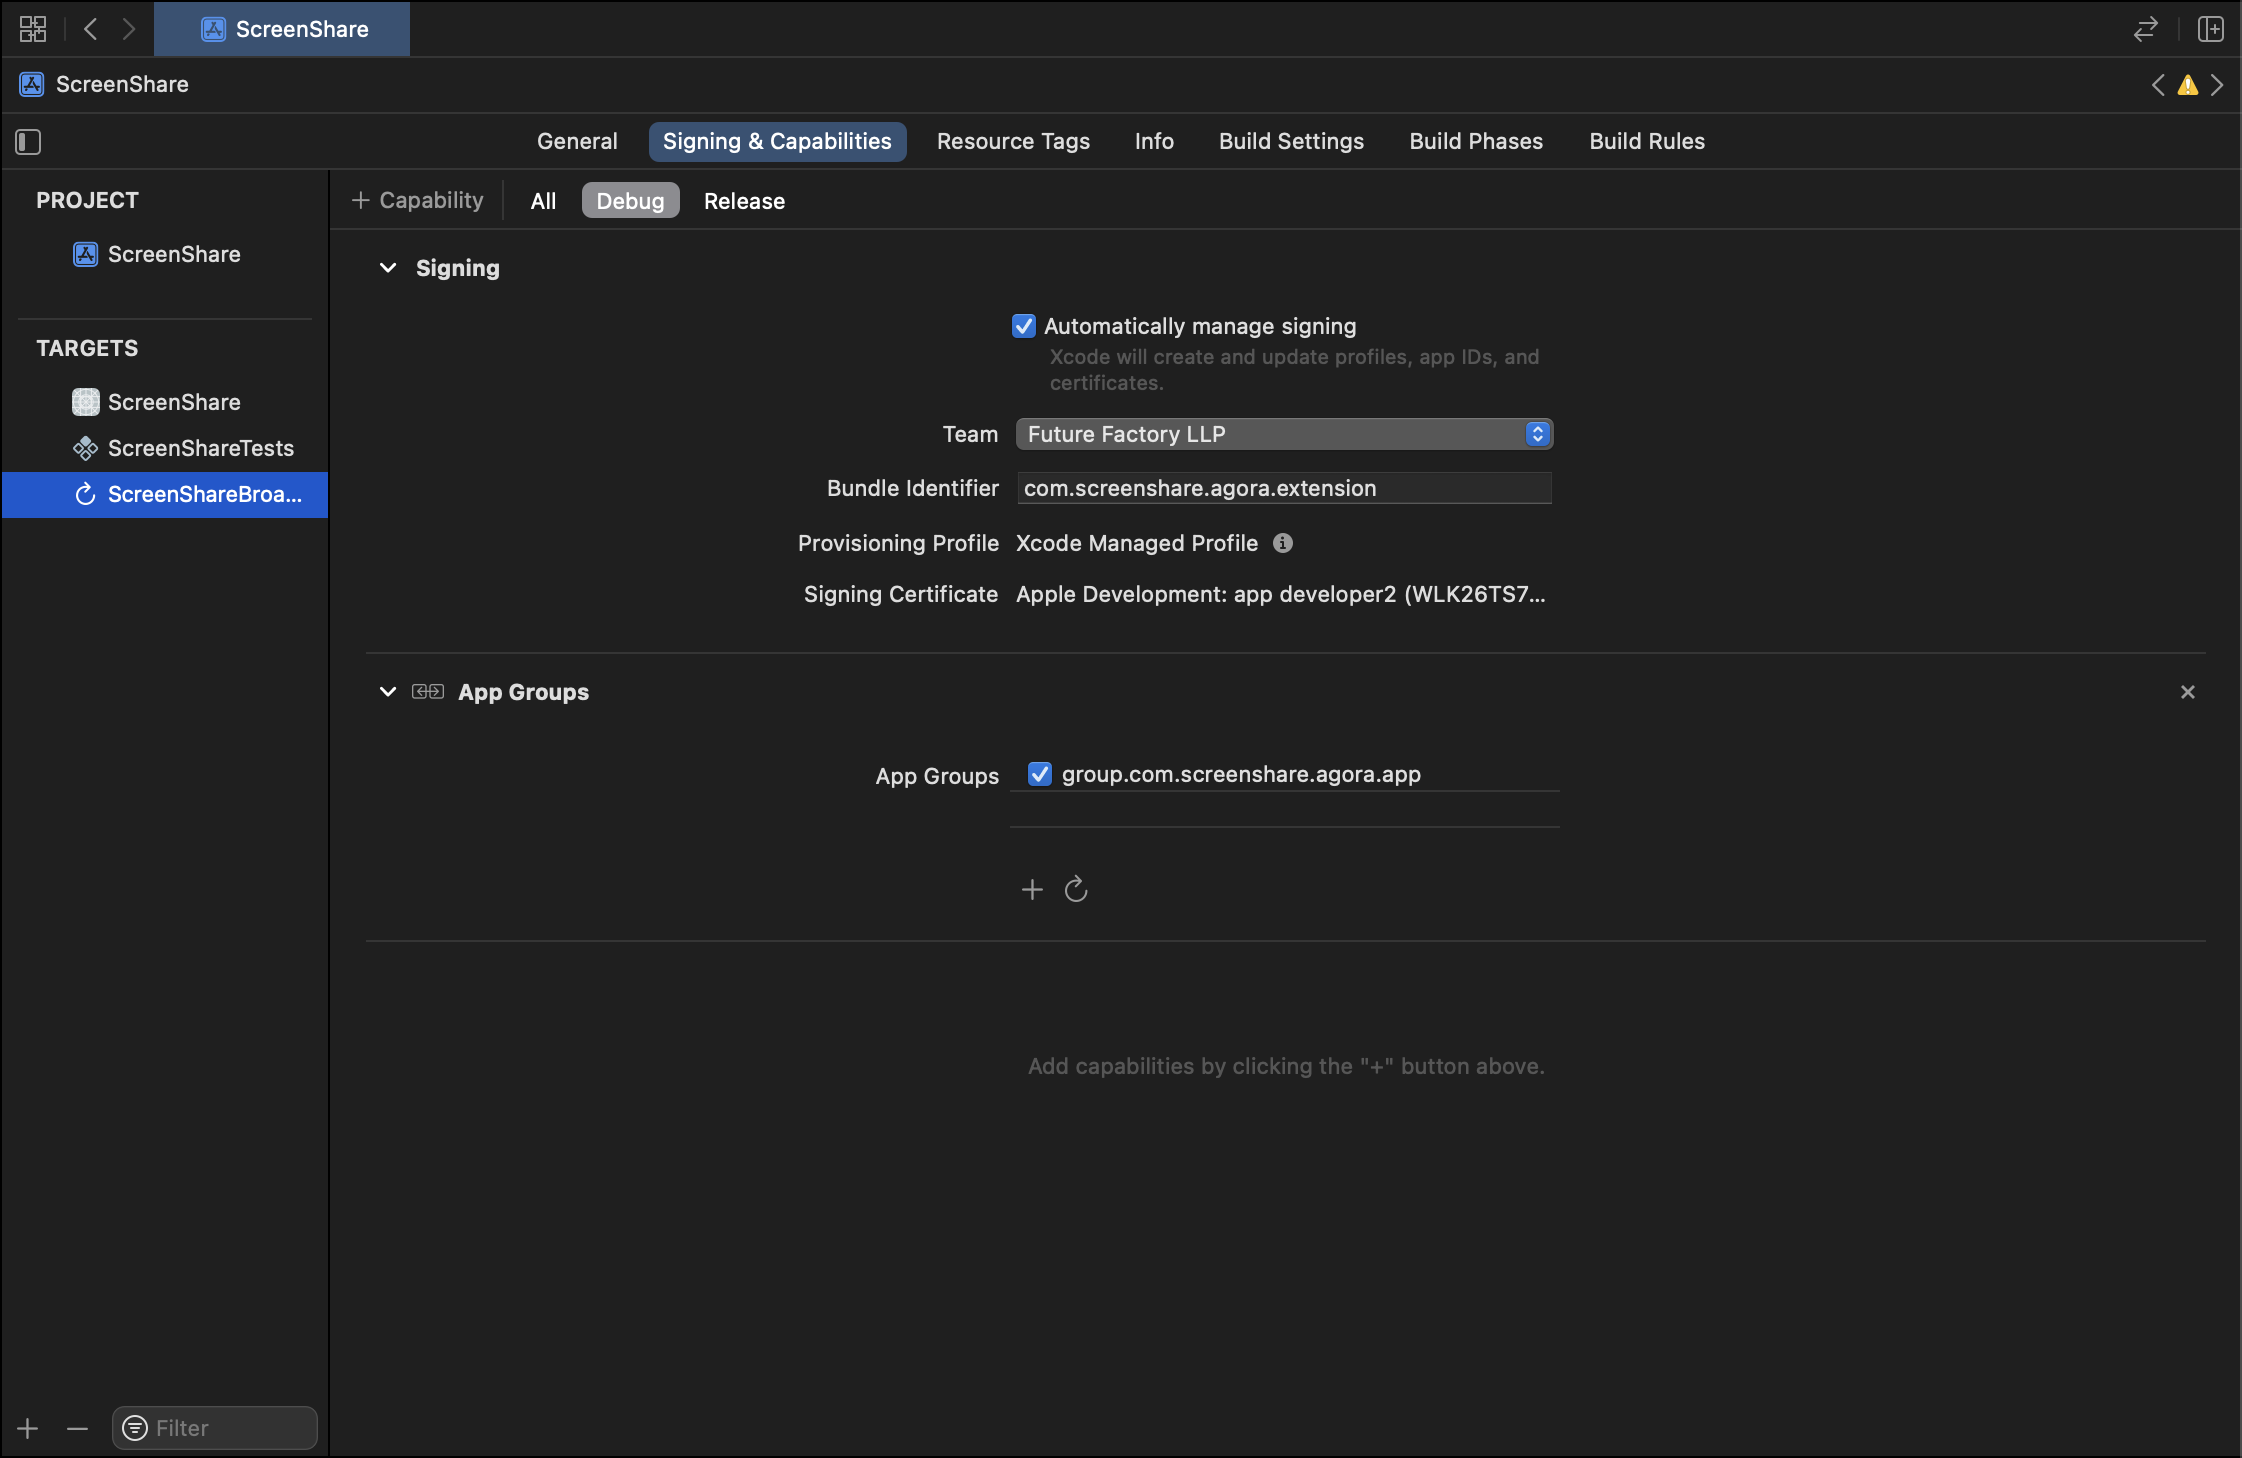 ScreenShare
ScreenShare
General Signing & Capabilities Resource Tags Info Build Settings Build Phases Build Rules
PROJECT
ScreenShare
TARGETS
ScreenShare
ScreenShareTests
ScreenShareBroa...
+ Capability All Debug Release
Signing
Automatically manage signing
Xcode will create and update profiles, app IDs, and
certificates.
Team Future Factory LLP
Bundle Identifier com.screenshare.agora.extension
Provisioning Profile Xcode Managed Profile
Signing Certificate Apple Development: app developer2 (WLK26TS7...
App Groups
App Groups group.com.screenshare.agora.app
Add capabilities by clicking the "+" button above.
Filter